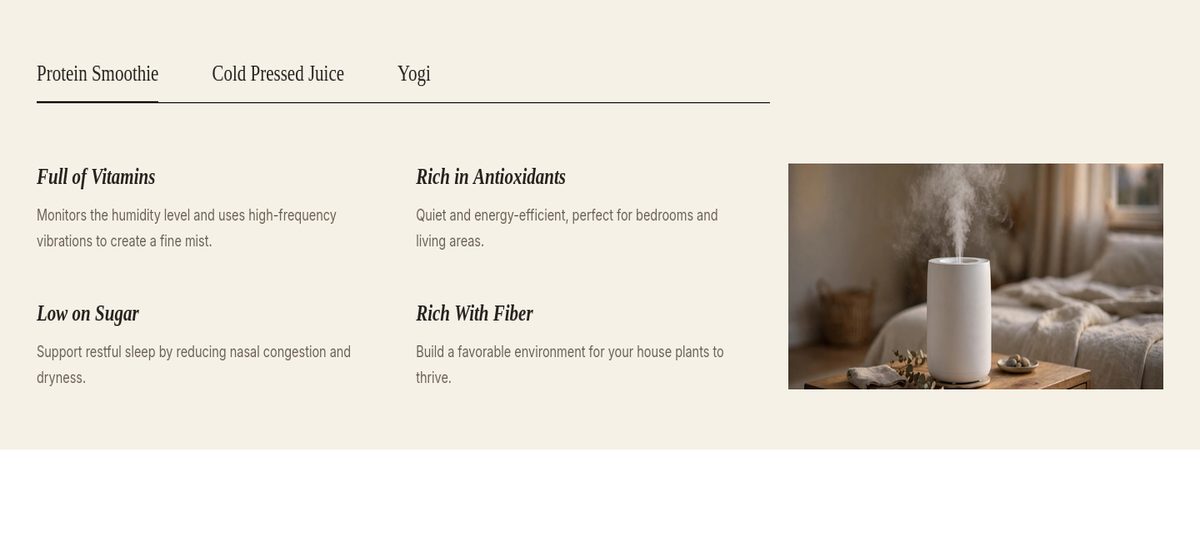 Protein Smoothie
Cold Pressed Juice
Yogi
Full of Vitamins
Monitors the humidity level and uses high-frequency
vibrations to create a fine mist.
Rich in Antioxidants
Quiet and energy-efficient, perfect for bedrooms and
living areas.
Low on Sugar
Support restful sleep by reducing nasal congestion and
dryness.
Rich With Fiber
Build a favorable environment for your house plants to
thrive.